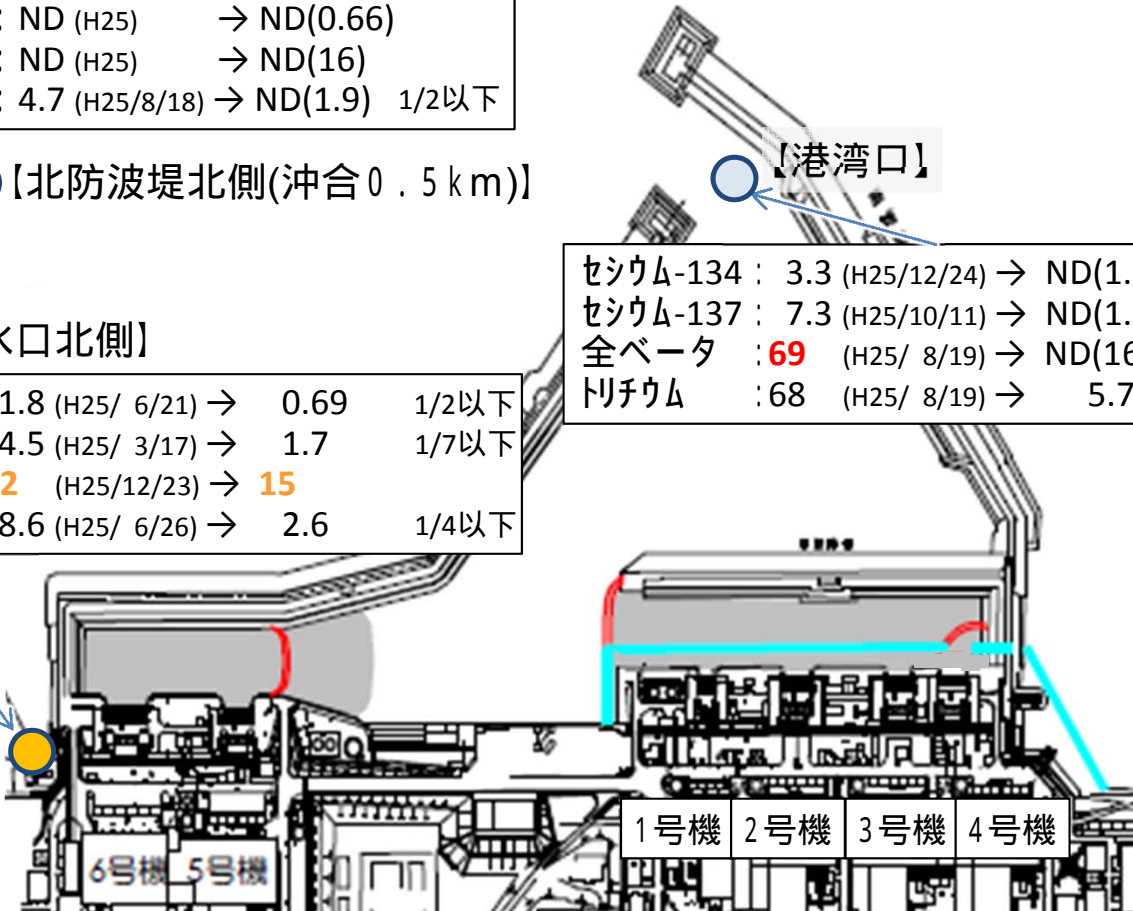 : ND (H25) → ND(0.66)
: ND (H25) → ND(16)
: 4.7 (H25/8/18) → ND(1.9) 1/2以下
【北防波堤北側(沖合０．５ｋｍ)】
【港湾口】
セシウム-134 : 3.3 (H25/12/24) → ND(1.
セシウム-137 : 7.3 (H25/10/11) → ND(1.
全ベータ : 69 (H25/ 8/19) → ND(16
トリチウム : 68 (H25/ 8/19) → 5.7
水口北側】
1.8 (H25/ 6/21) → 0.69 1/2以下
4.5 (H25/ 3/17) → 1.7 1/7以下
2 (H25/12/23) → 15
8.6 (H25/ 6/26) → 2.6 1/4以下
1号機 2号機 3号機 4号機
6号機 5号機